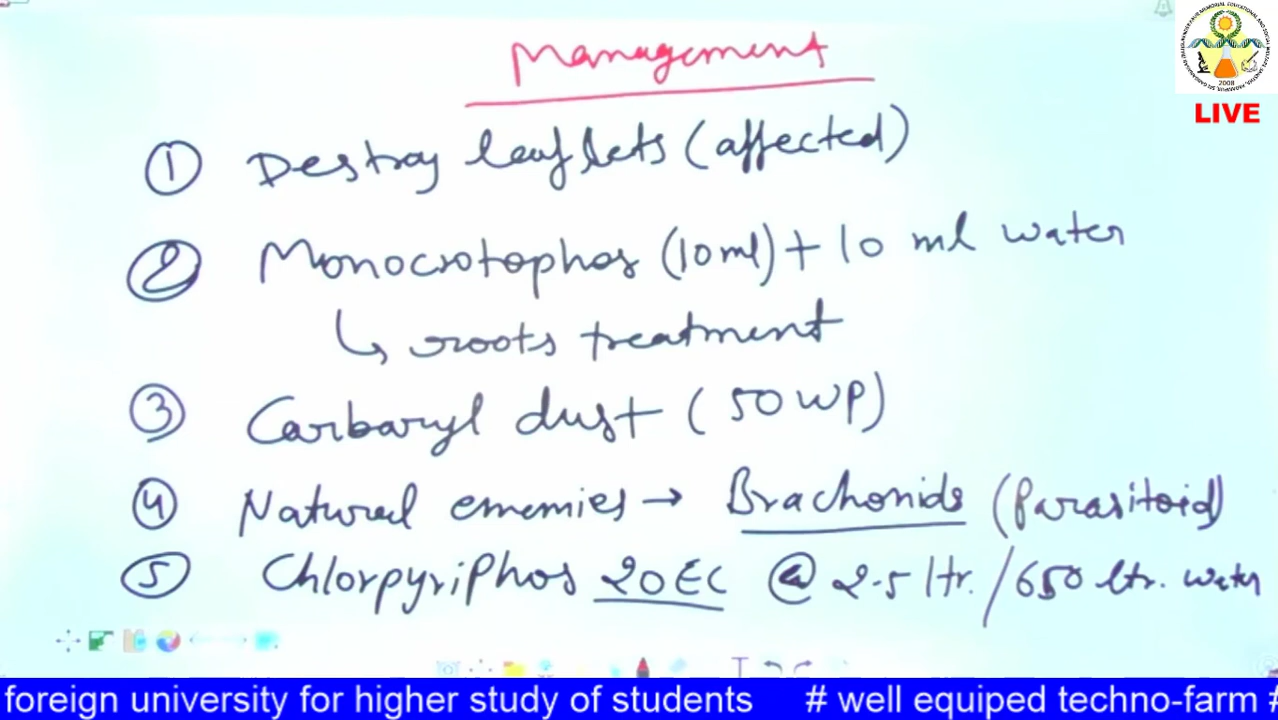 Management
LIVE
2008
① Destroy leaflets (affected)
② Monocrotophos (10ml) + 10 ml water
↳ roots treatment
③ Carbaryl dust (50 WP)
④ Natural enemies → Brachonids (Parasitoid)
⑤ Chlorpyriphos 20EC @ 2.5 ltr./650 ltr. water
foreign university for higher study of students # well equiped techno-farm #